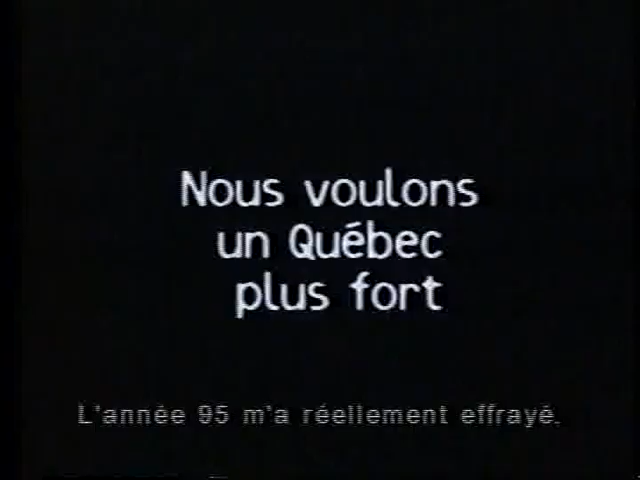 Nous voulons
un Québec
plus fort
L'année 95 m'a réellement effrayé.